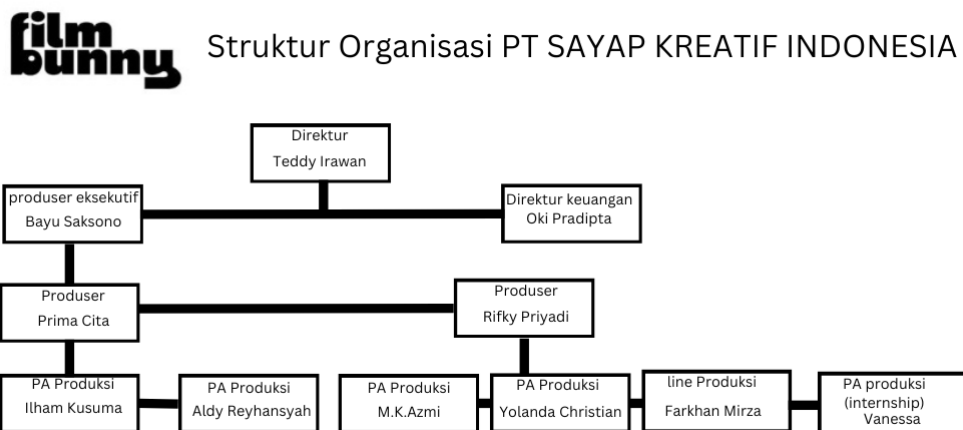 film
bunny
Struktur Organisasi PT SAYAP KREATIF INDONESIA
Direktur
Teddy Irawan
produser eksekutif
Bayu Saksono
Direktur keuangan
Oki Pradipta
Produser
Prima Cita
Produser
Rifky Priyadi
PA Produksi
Ilham Kusuma
PA Produksi
Aldy Reyhansyah
PA Produksi
M.K.Azmi
PA Produksi
Yolanda Christian
line Produksi
Farkhan Mirza
PA produksi
(internship)
Vanessa